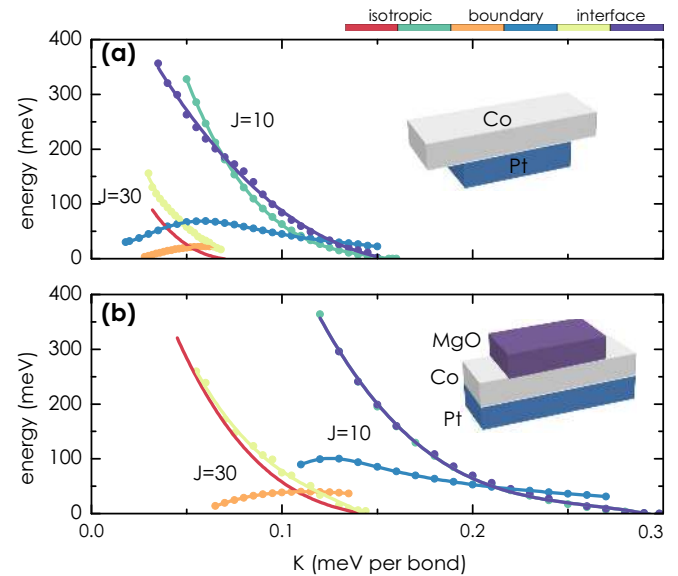 isotropic boundary interface
400
(a)
300
J=10
Co
200
Pt
J=30
100
0
energy (meV)
400
(b)
300
MgO
Co
200
J=10
Pt
100
J=30
0
energy (meV)
0.0 0.1 0.2 0.3
K (meV per bond)